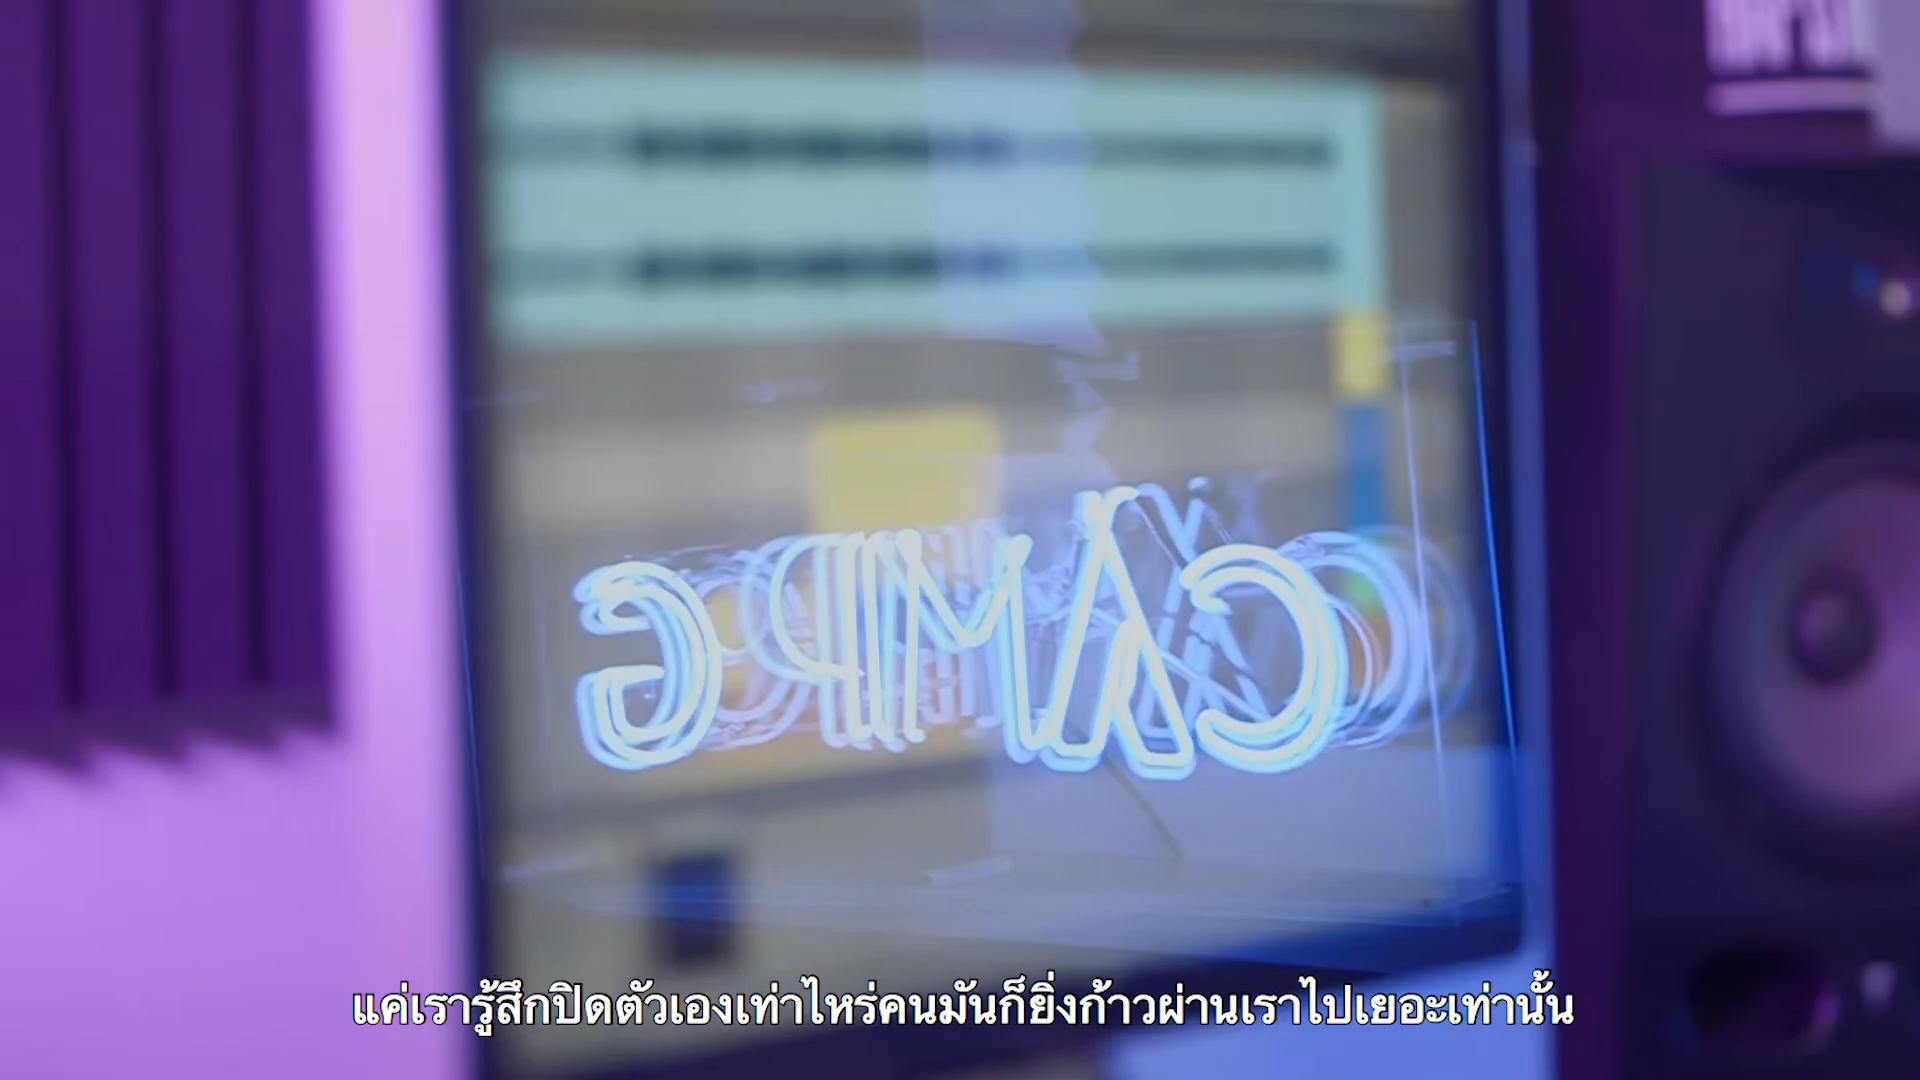 CAMPG
แค่เรารู้สึกปิดตัวเองเท่าไหร่คนมันก็ยิ่งก้าวผ่านเราไปเยอะเท่านั้น